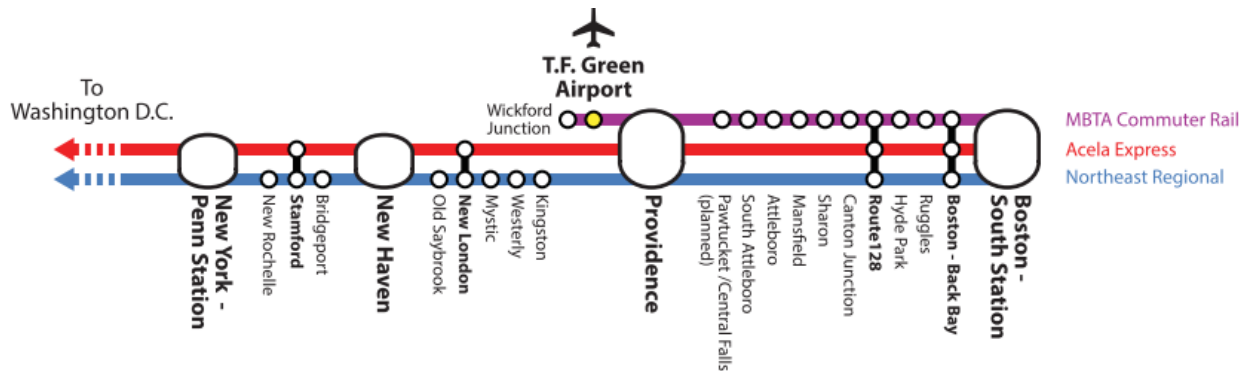 To
Washington D.C.
T.F. Green
Airport
Wickford
Junction
MBTA Commuter Rail
Acela Express
Northeast Regional
New York -
Penn Station
New Rochelle
Stamford
Bridgeport
New Haven
Old Saybrook
New London
Mystic
Westerly
Kingston
Providence
Pawtucket /Central Falls
(planned)
South Attleboro
Attleboro
Mansfield
Sharon
Canton Junction
Route128
Hyde Park
Ruggles
Boston - Back Bay
Boston -
South Station